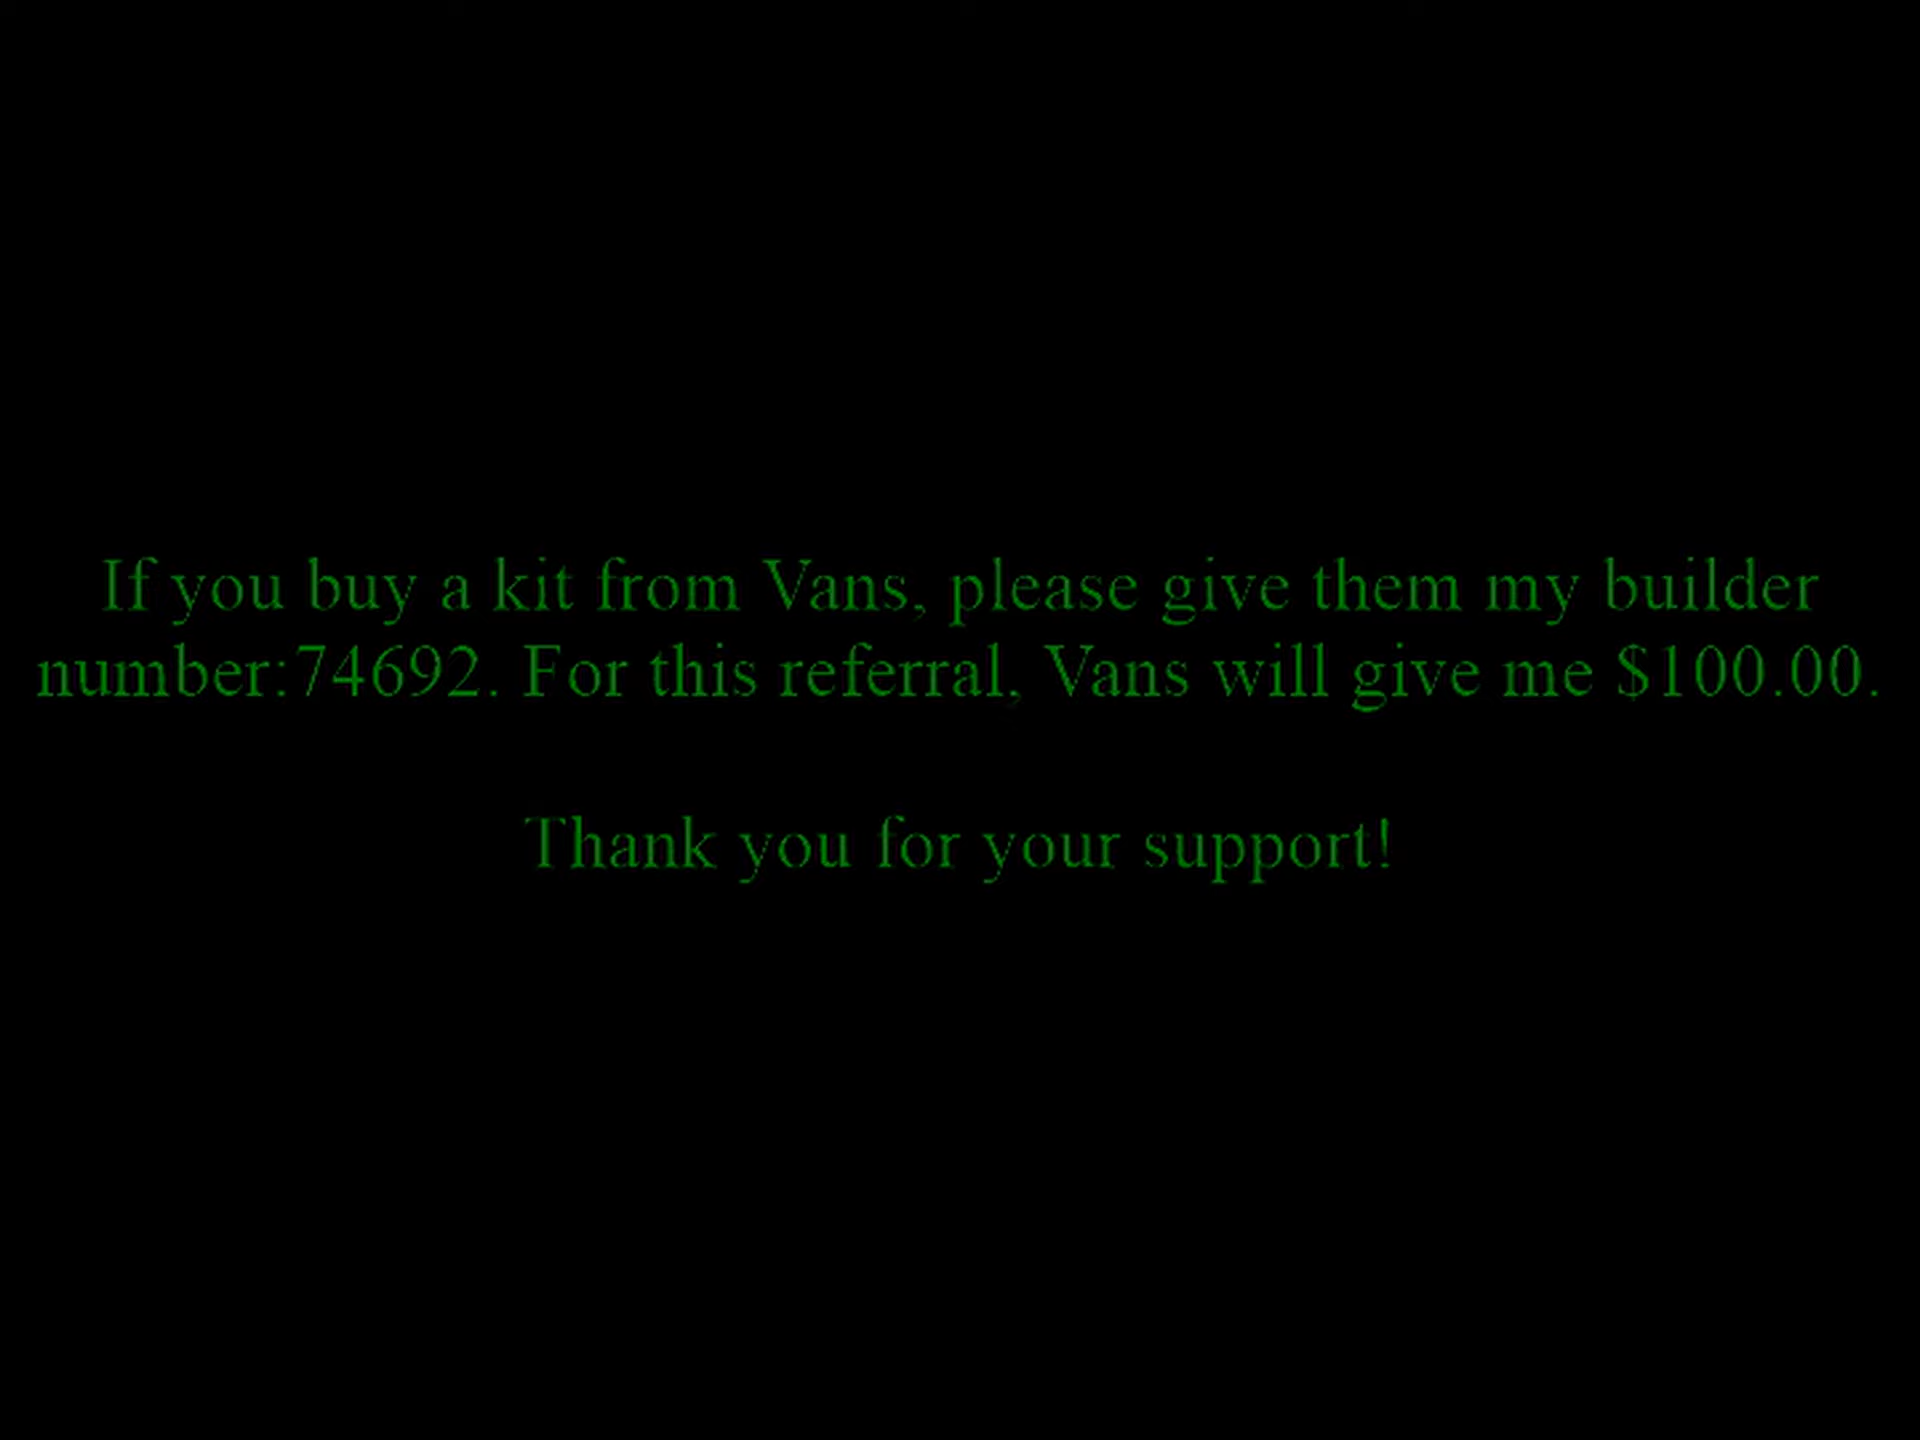 If you buy a kit from Vans, please give them my builder
number:74692. For this referral, Vans will give me $100.00.
Thank you for your support!